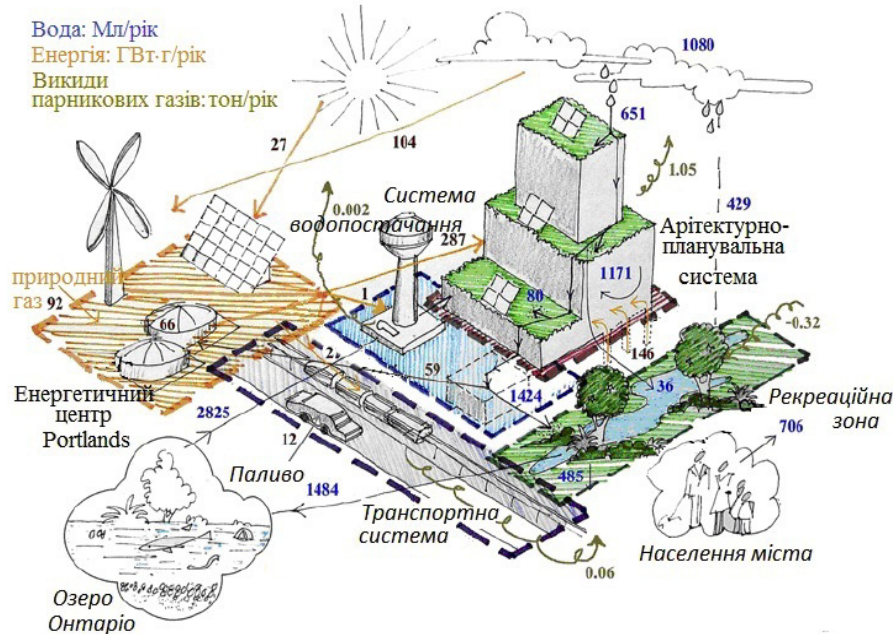 Вода: Мл/рік
Енергія: ГВт·г/рік
Викиди
парникових газів: тон/рік
1080
651
27
104
1.05
429
0.002
Система
водопостачання
287
Арітектурно-
планувальна
система
1171
природний
газ
92
1
80
66
-0.32
2
59
146
36
1424
Енергетичний
центр
Portlands
2825
12
Паливо
Рекреаційна
зона
706
485
1484
Транспортна
система
0.06
Населення міста
Озеро
Онтаріо